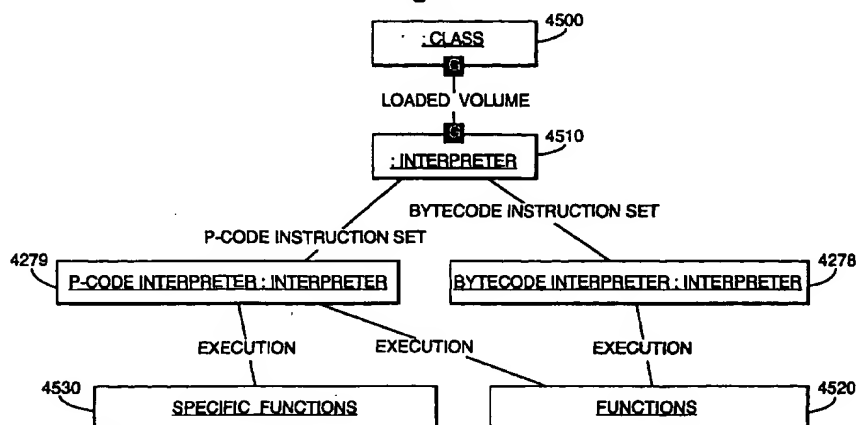 4500
: CLASS
G
LOADED VOLUME
G
4510
: INTERPRETER
BYTECODE INSTRUCTION SET
P-CODE INSTRUCTION SET
4279
4278
P-CODE INTERPRETER : INTERPRETER
BYTECODE INTERPRETER : INTERPRETER
EXECUTION
EXECUTION
EXECUTION
4530
4520
SPECIFIC FUNCTIONS
FUNCTIONS